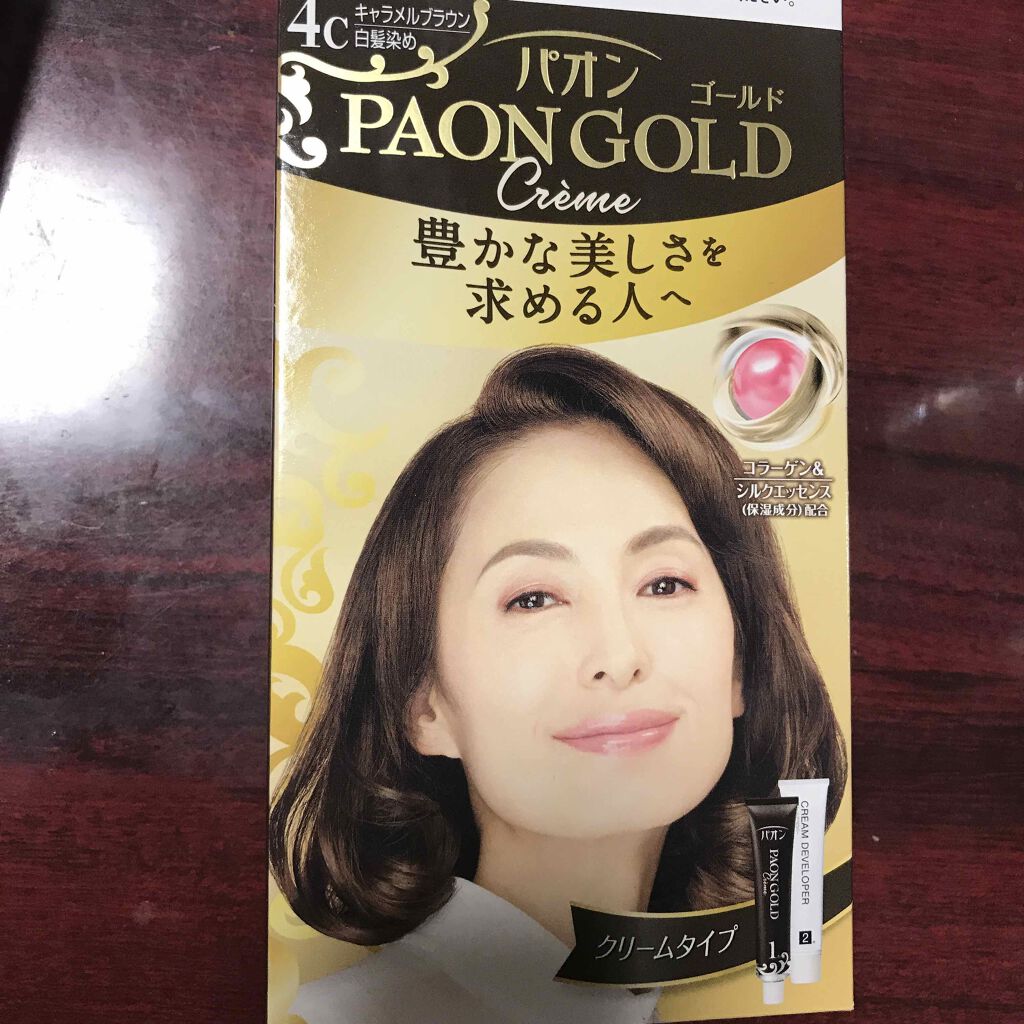 ださい。
4C
キャラメルブラウン
白髪染め
パオン
ゴールド
PAON GOLD
Crème
豊かな美しさを
求める人へ
コラーゲン&
シルクエッセンス
(保湿成分)配合
CREAM DEVELOPER
2
パオン
PAON GOLD
Crème
1
クリームタイプ